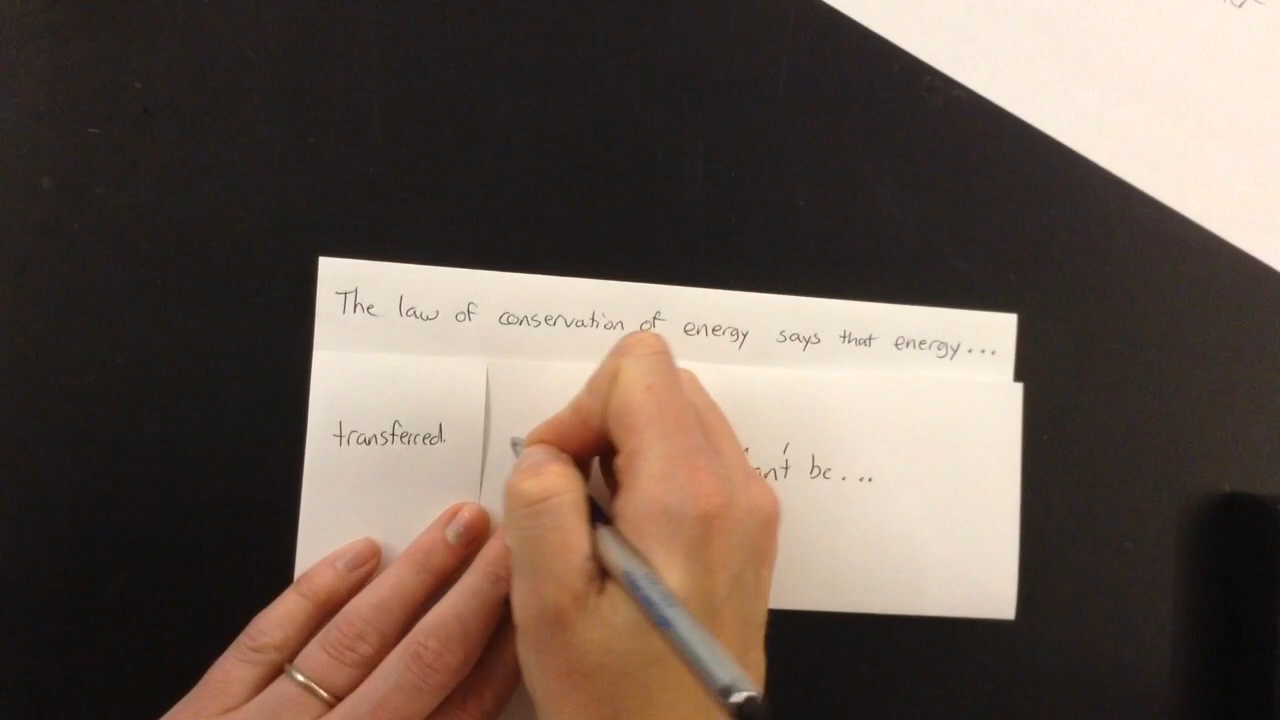 The law of conservation of energy says that energy...
transferred.
be...